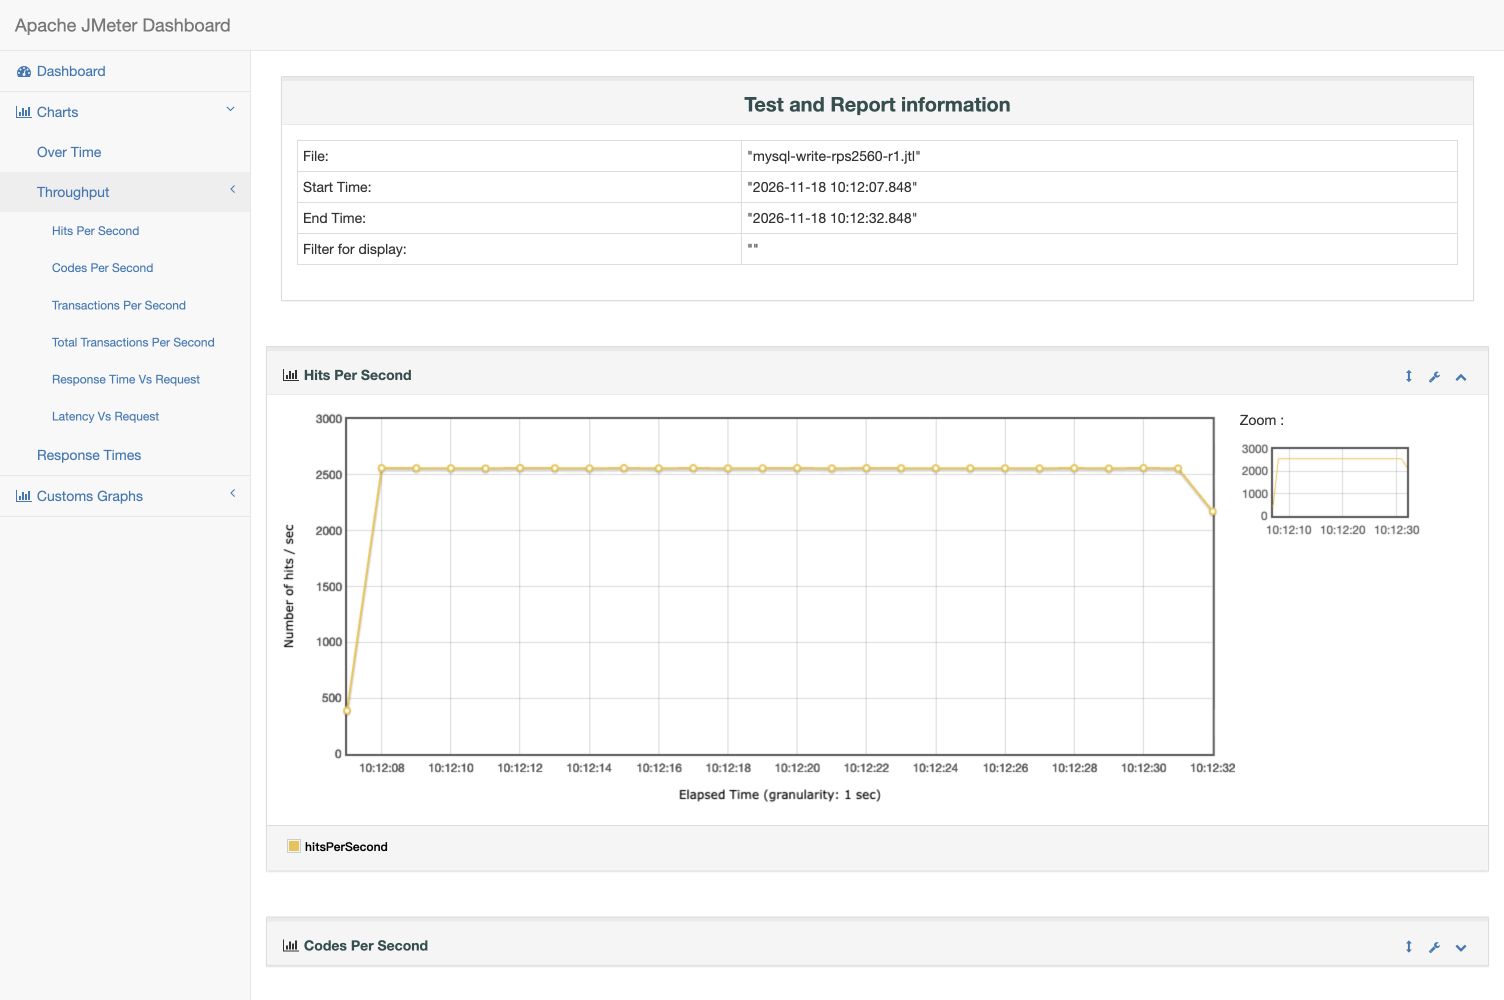 Apache JMeter Dashboard
Dashboard
Charts
Over Time
Throughput
Hits Per Second
Codes Per Second
Transactions Per Second
Total Transactions Per Second
Response Time Vs Request
Latency Vs Request
Response Times
Customs Graphs
Test and Report information
File: "mysql-write-rps2560-r1.jtl"
Start Time: "2026-11-18 10:12:07.848"
End Time: "2026-11-18 10:12:32.848"
Filter for display: ""
Hits Per Second
3000
2500
2000
1500
1000
500
0
Number of hits / sec
10:12:08 10:12:10 10:12:12 10:12:14 10:12:16 10:12:18 10:12:20 10:12:22 10:12:24 10:12:26 10:12:28 10:12:30 10:12:32
Elapsed Time (granularity: 1 sec)
Zoom :
3000
2000
1000
0
10:12:10 10:12:20 10:12:30
hitsPerSecond
Codes Per Second